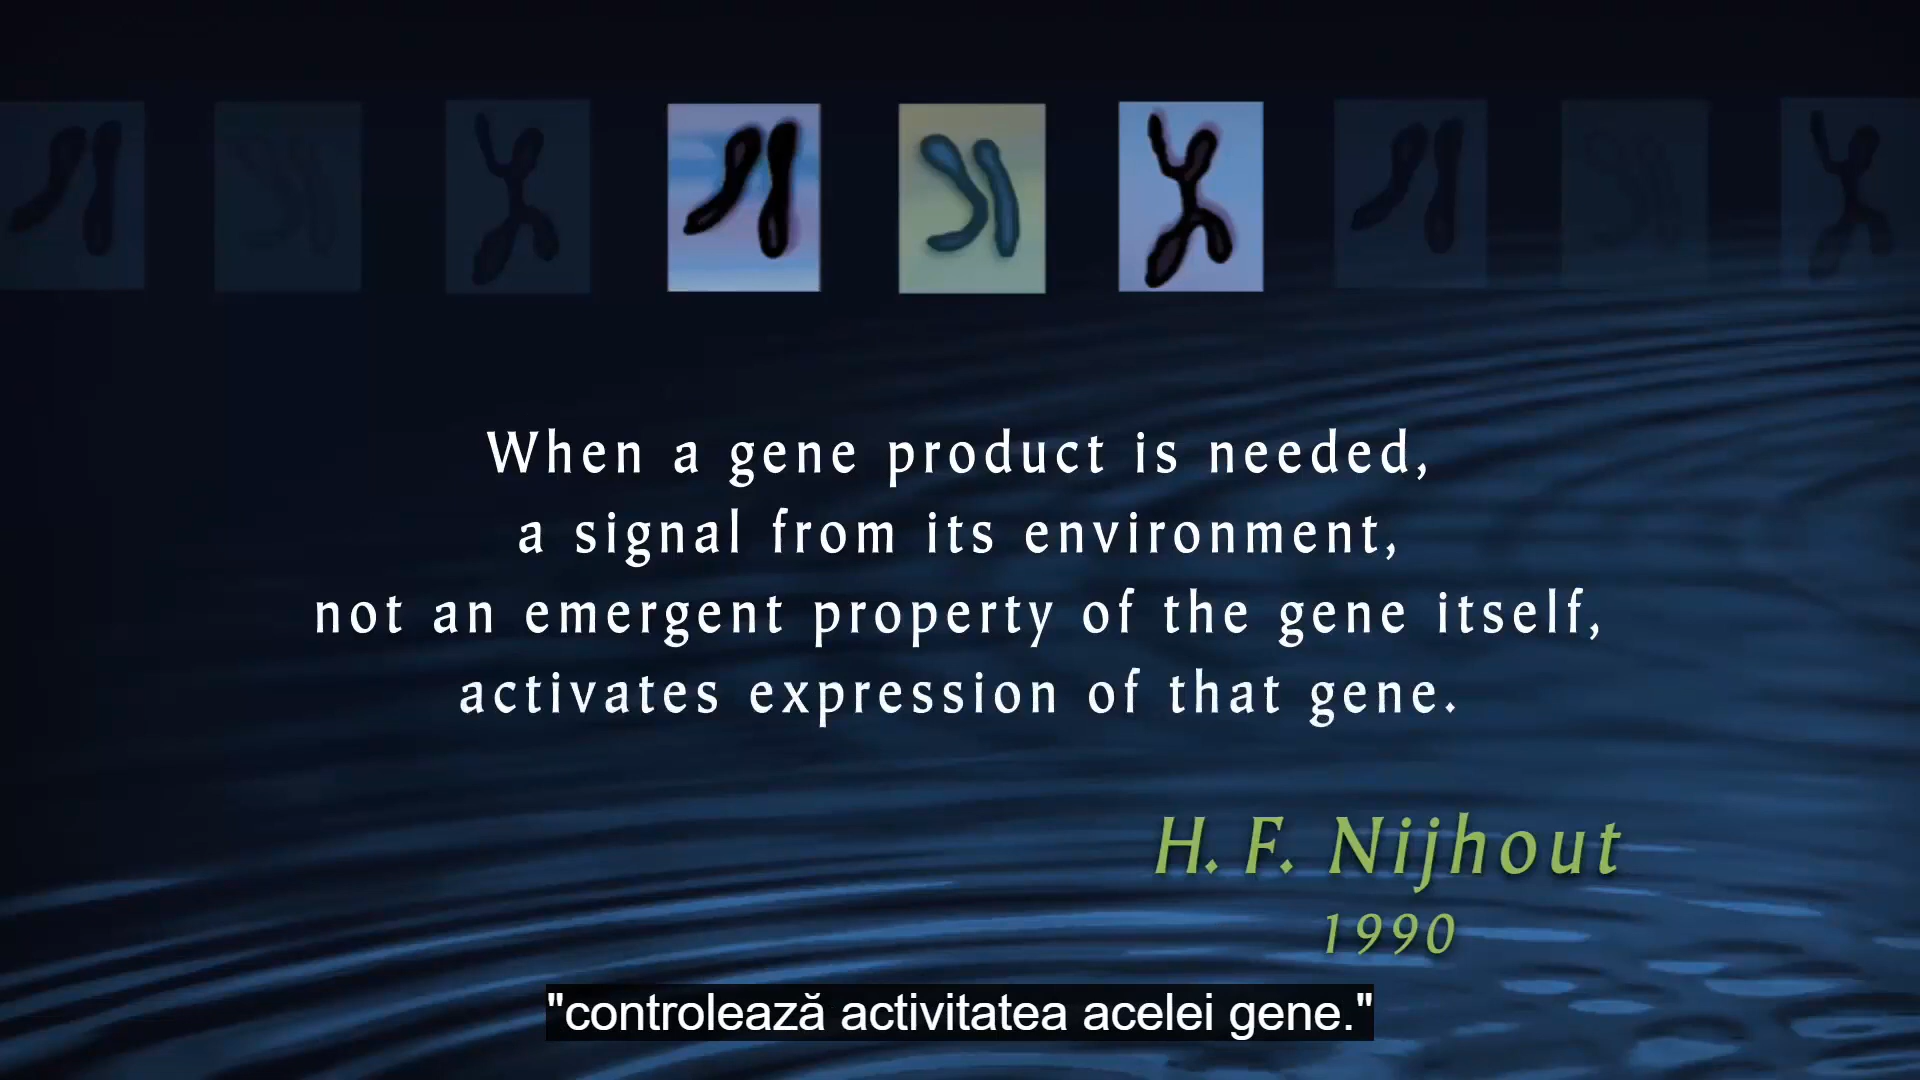 When a gene product is needed,
a signal from its environment,
not an emergent property of the gene itself,
activates expression of that gene.
H. F. Nijhout
1990
"controlează activitatea acelei gene."